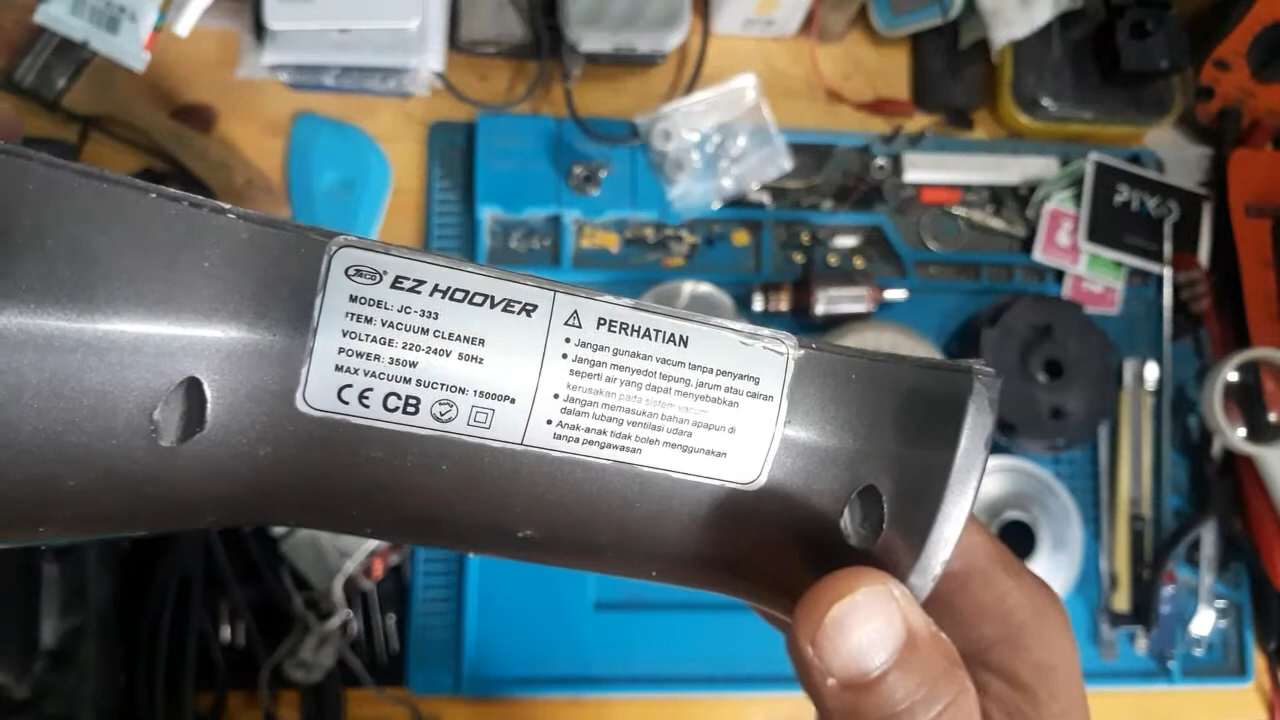 JACO® EZ HOOVER
MODEL: JC-333
ITEM: VACUUM CLEANER
VOLTAGE: 220-240V 50Hz
POWER: 350W
MAX VACUUM SUCTION: 15000Pa
CE CB
PERHATIAN
• Jangan gunakan vacum tanpa penyaring
• Jangan menyedot tepung, jarum atau cairan
seperti air yang dapat menyebabkan
kerusakan pada sistem vacum
• Jangan memasukan bahan apapun di
dalam lubang ventilasi udara
• Anak-anak tidak boleh menggunakan
tanpa pengawasan